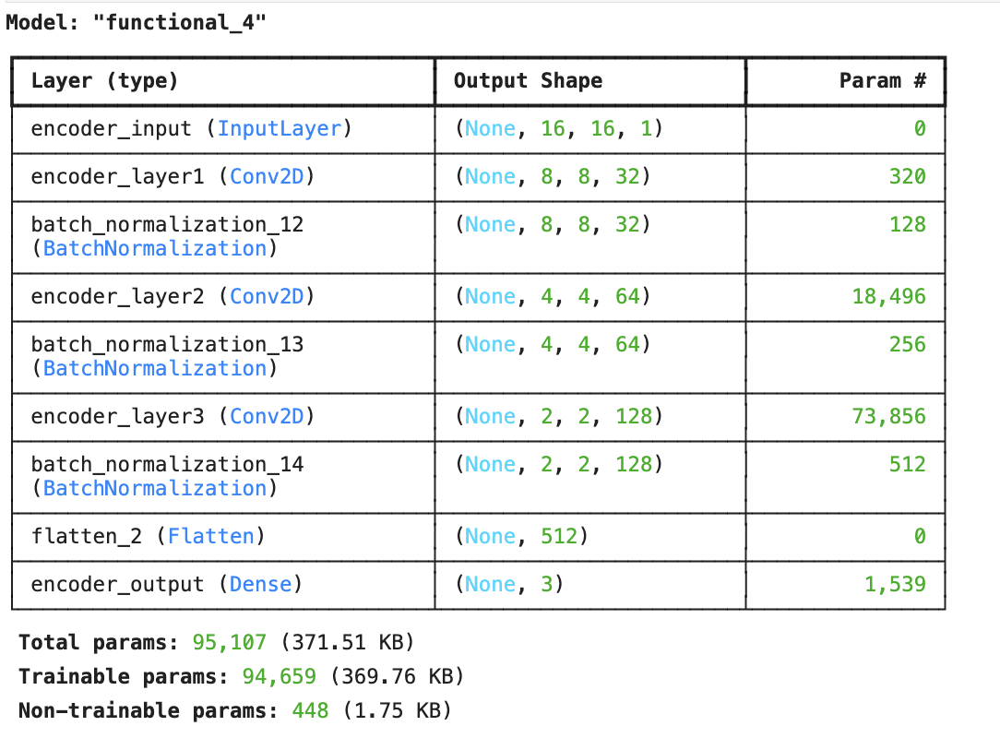 Model: "functional_4"
Layer (type) Output Shape Param #
encoder_input (InputLayer) (None, 16, 16, 1) 0
encoder_layer1 (Conv2D) (None, 8, 8, 32) 320
batch_normalization_12 (None, 8, 8, 32) 128
(BatchNormalization)
encoder_layer2 (Conv2D) (None, 4, 4, 64) 18,496
batch_normalization_13 (None, 4, 4, 64) 256
(BatchNormalization)
encoder_layer3 (Conv2D) (None, 2, 2, 128) 73,856
batch_normalization_14 (None, 2, 2, 128) 512
(BatchNormalization)
flatten_2 (Flatten) (None, 512) 0
encoder_output (Dense) (None, 3) 1,539
Total params: 95,107 (371.51 KB)
Trainable params: 94,659 (369.76 KB)
Non-trainable params: 448 (1.75 KB)